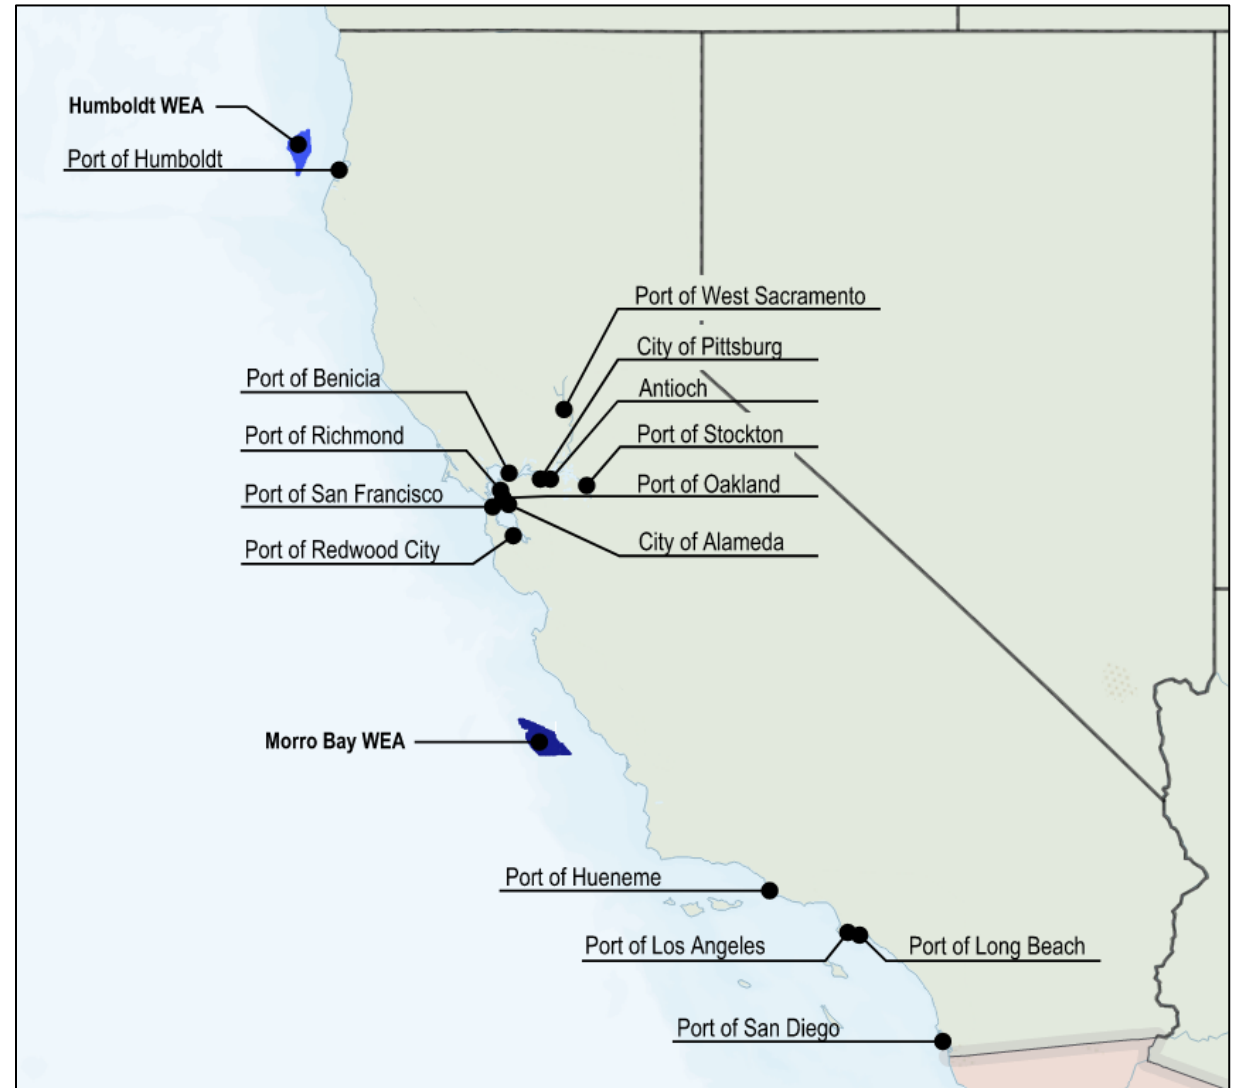 Humboldt WEA
Port of Humboldt
Port of West Sacramento
City of Pittsburg
Port of Benicia
Antioch
Port of Richmond
Port of Stockton
Port of San Francisco
Port of Oakland
Port of Redwood City
City of Alameda
Morro Bay WEA
Port of Hueneme
Port of Los Angeles
Port of Long Beach
Port of San Diego